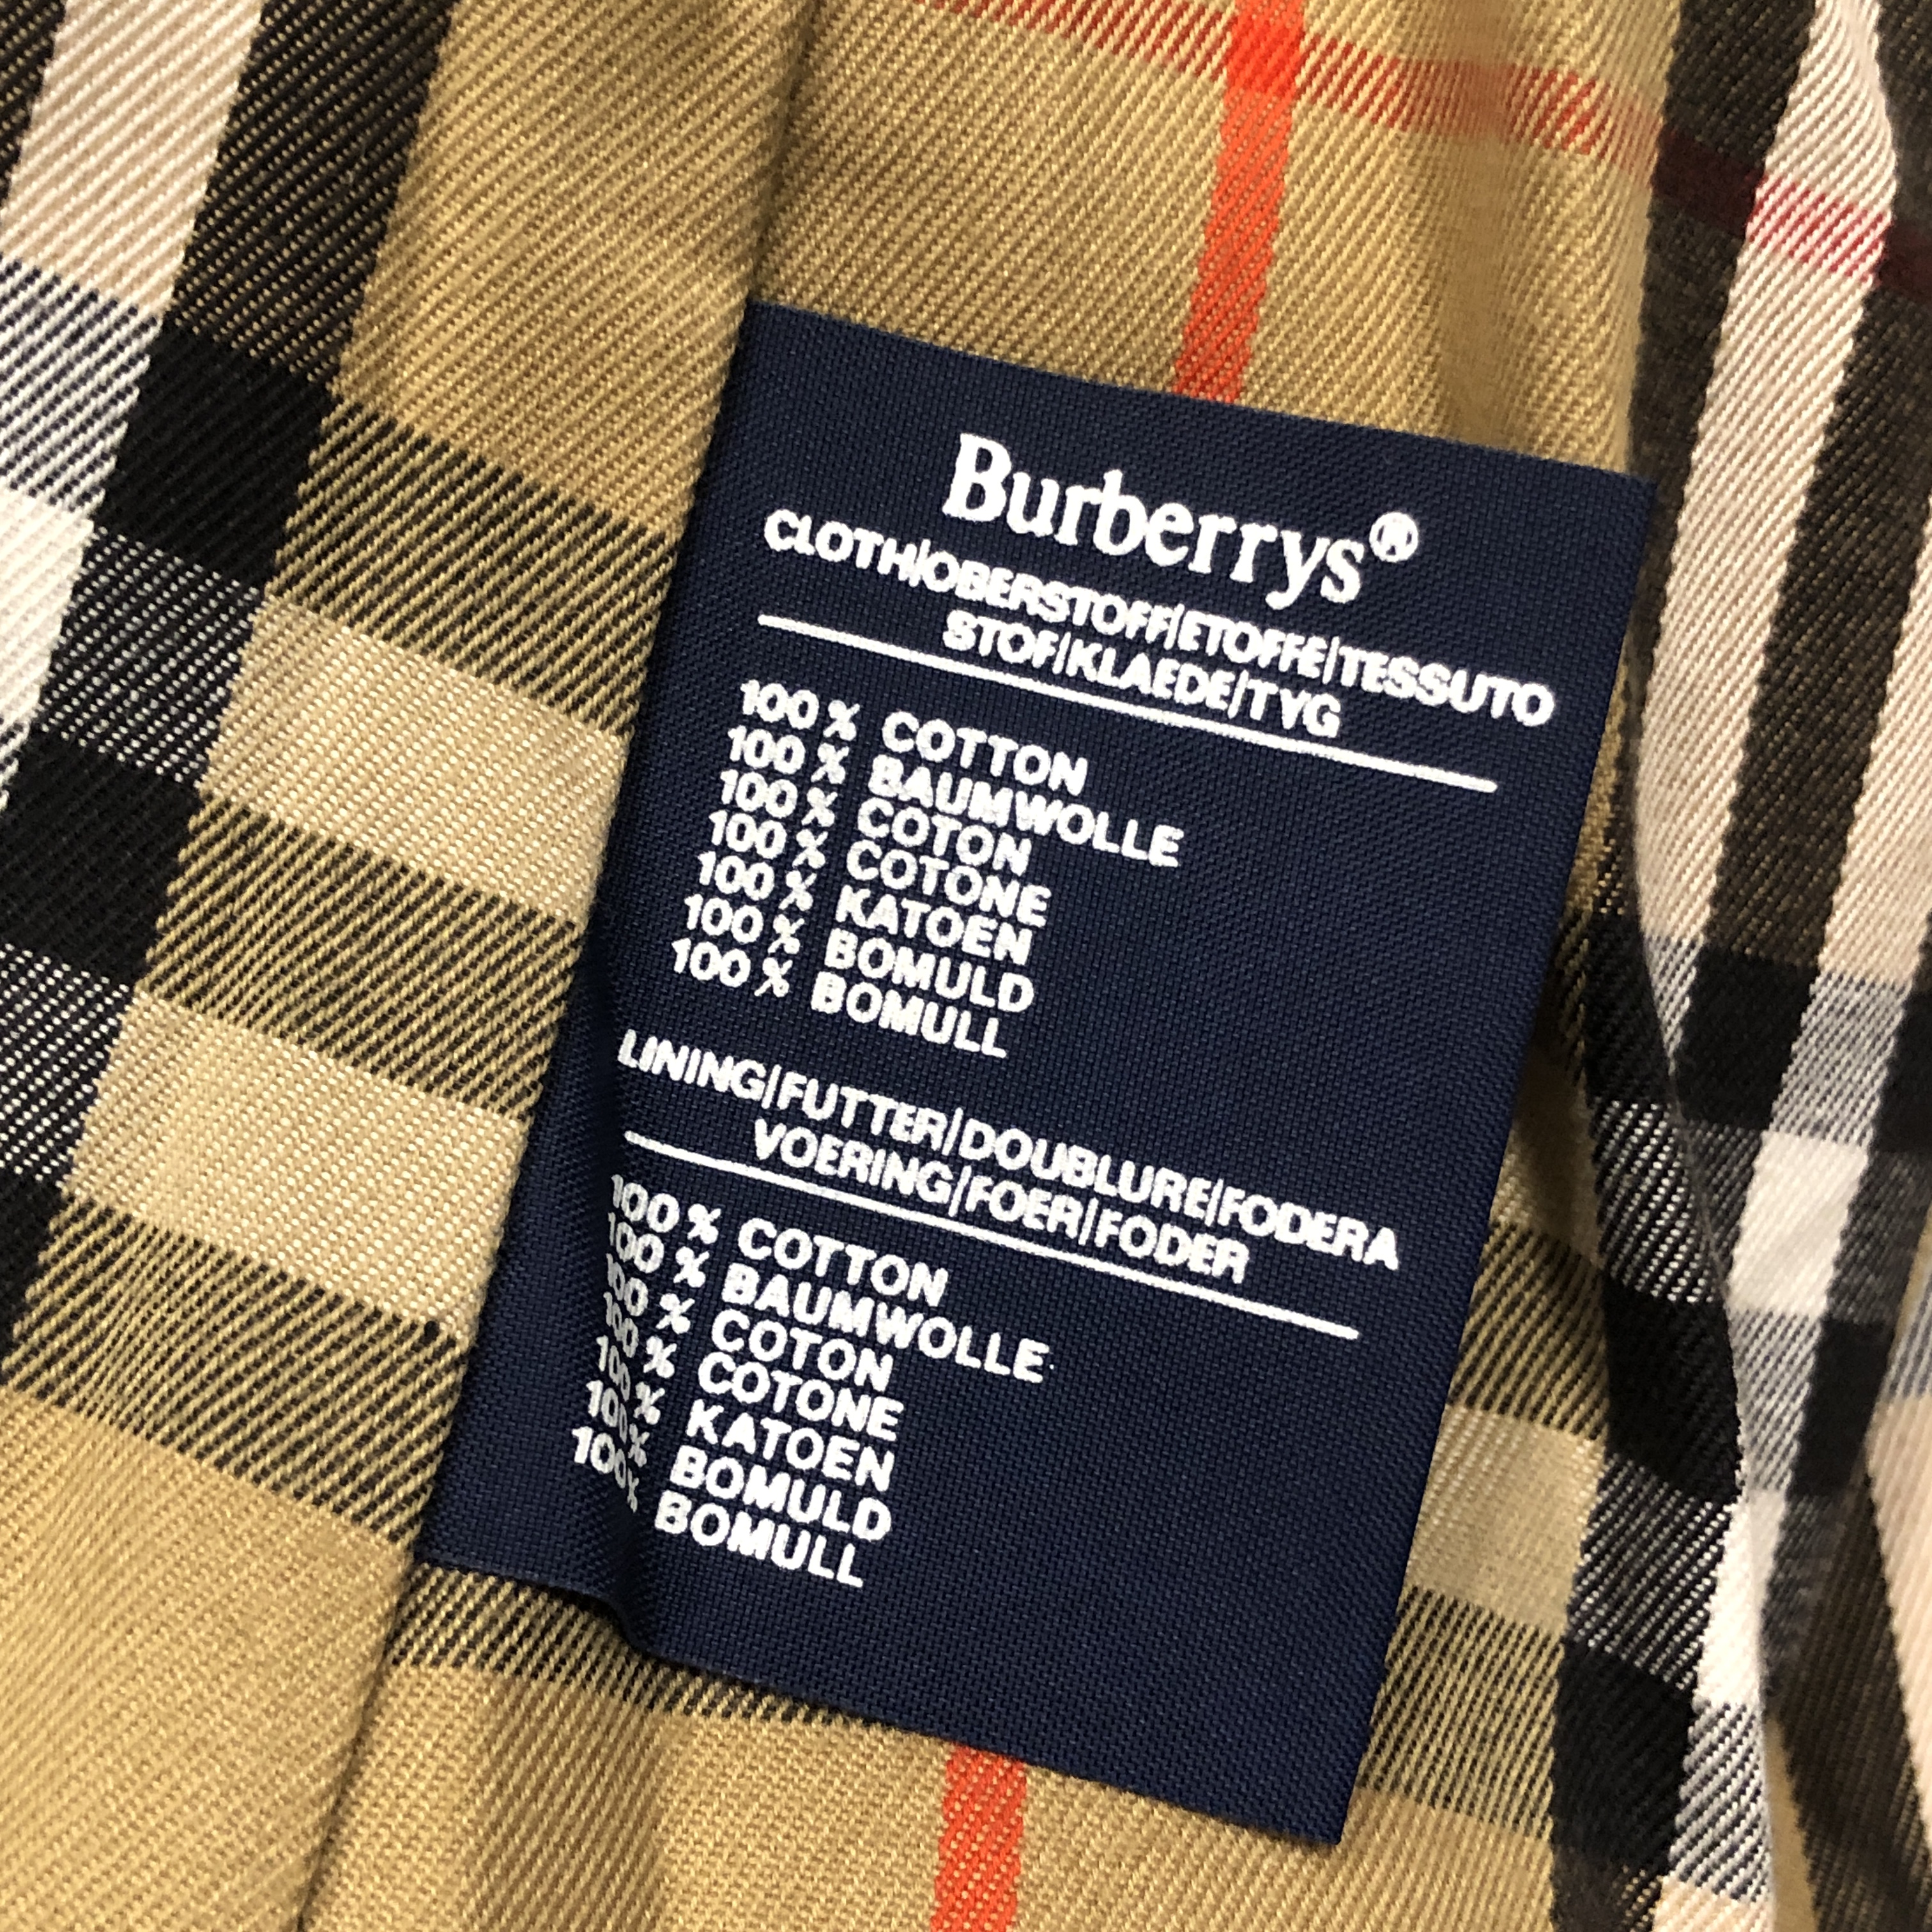 Burberrys®
CLOTH|OBERSTOFF|ETOFFE|TESSUTO
STOF|KLAEDE|TYG
100% COTTON
100% BAUMWOLLE
100% COTON
100% COTONE
100% KATOEN
100% BOMULD
100% BOMULL
LINING|FUTTER|DOUBLURE|FODERA
VOERING|FOER|FODER
100% COTTON
100% BAUMWOLLE
100% COTON
100% COTONE
100% KATOEN
100% BOMULD
100% BOMULL